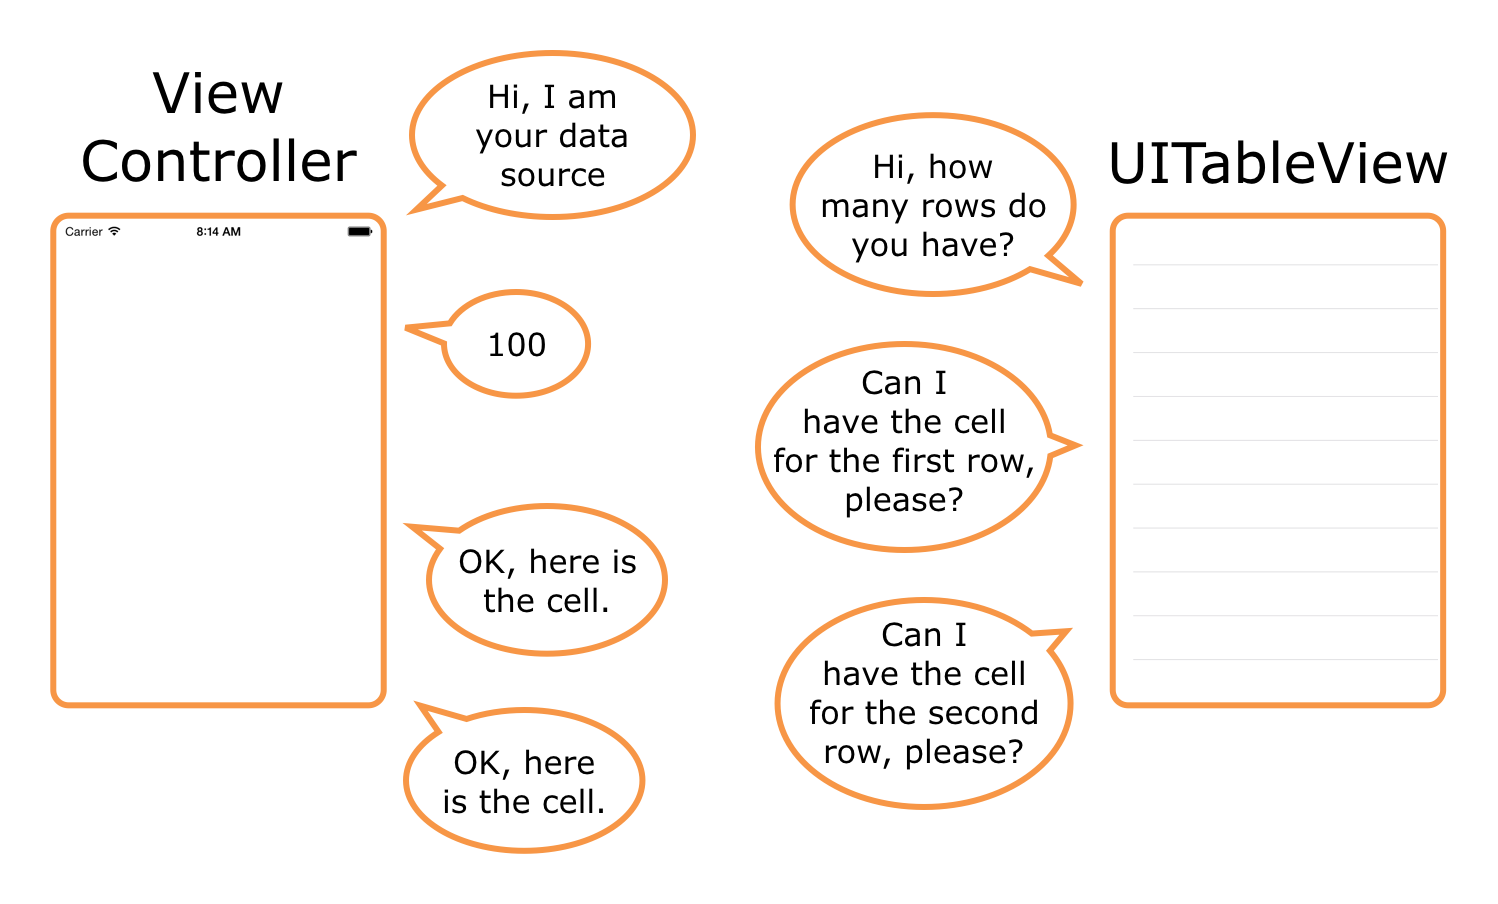 View
Controller
Carrier
8:14 AM
Hi, I am
your data
source
Hi, how
many rows do
you have?
UITableView
100
Can I
have the cell
for the first row,
please?
OK, here is
the cell.
Can I
have the cell
for the second
row, please?
OK, here
is the cell.